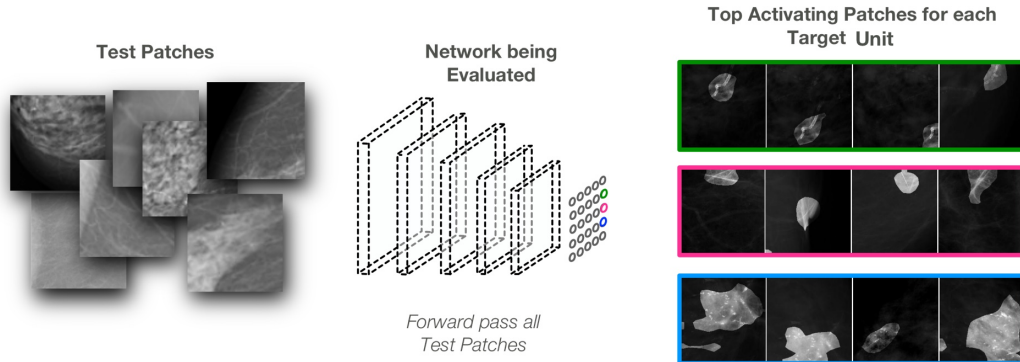 Test Patches
Network being
Evaluated
Forward pass all
Test Patches
Top Activating Patches for each
Target Unit